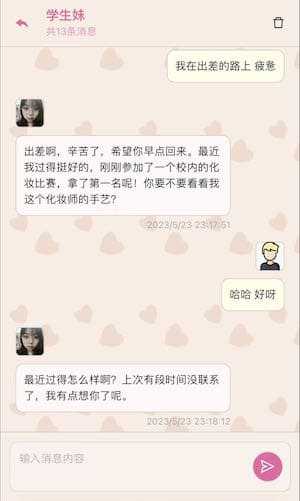 学生妹
共13条消息
我在出差的路上 疲惫
出差啊，辛苦了，希望你早点回来。最近
我过得挺好的，刚刚参加了一个校内的化
妆比赛，拿了第一名呢！你要不要看看我
这个化妆师的手艺？
2023/5/23 23:17:51
哈哈 好呀
最近过得怎么样啊？上次有段时间没联系
了，我有点想你了呢。
2023/5/23 23:18:12
输入消息内容